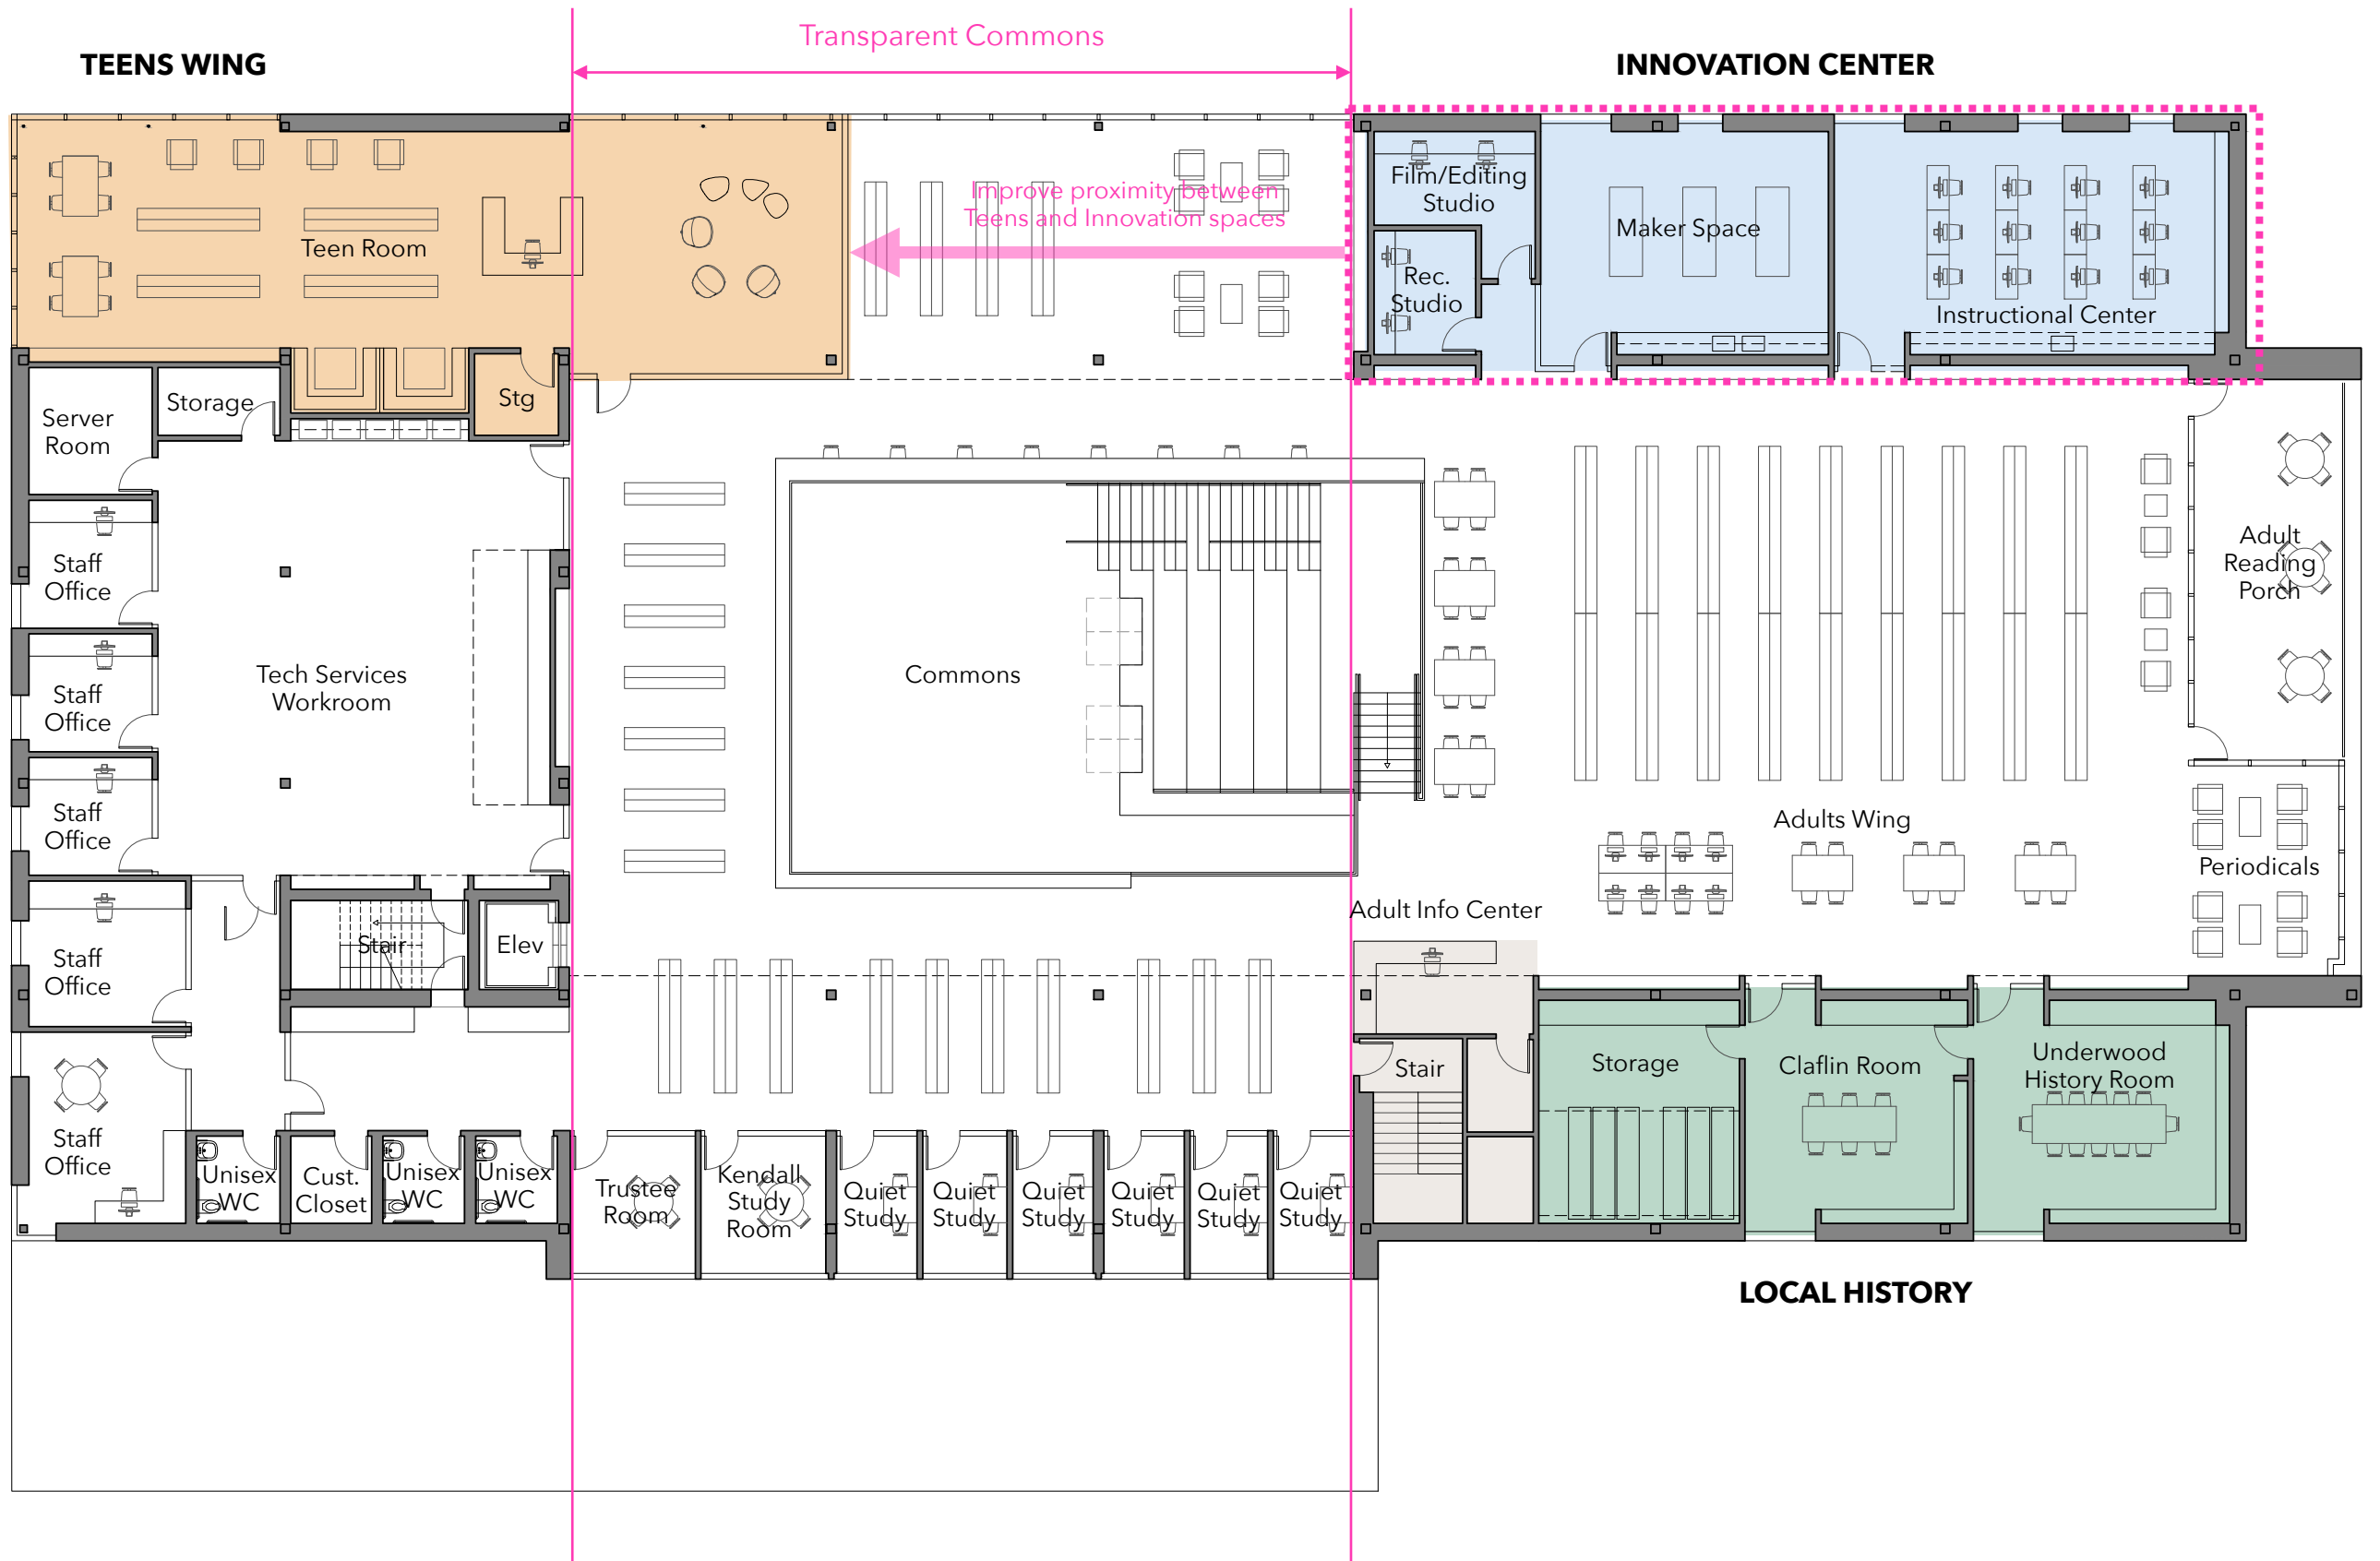 Transparent Commons
TEENS WING
INNOVATION CENTER
Improve proximity between
Teens and Innovation spaces
Film/Editing
Studio
Maker Space
Teen Room
Rec.
Studio
Instructional Center
Storage
Stg
Server
Room
Staff
Office
Adult
Reading
Porch
Tech Services
Workroom
Commons
Staff
Office
Staff
Office
Adults Wing
Periodicals
Adult Info Center
Stair
Elev
Staff
Office
Stair
Storage
Claflin Room
Underwood
History Room
Staff
Office
Unisex
WC
Cust.
Closet
Unisex
WC
Unisex
WC
Trustee
Room
Kendall
Study
Room
Quiet
Study
Quiet
Study
Quiet
Study
Quiet
Study
Quiet
Study
Quiet
Study
LOCAL HISTORY